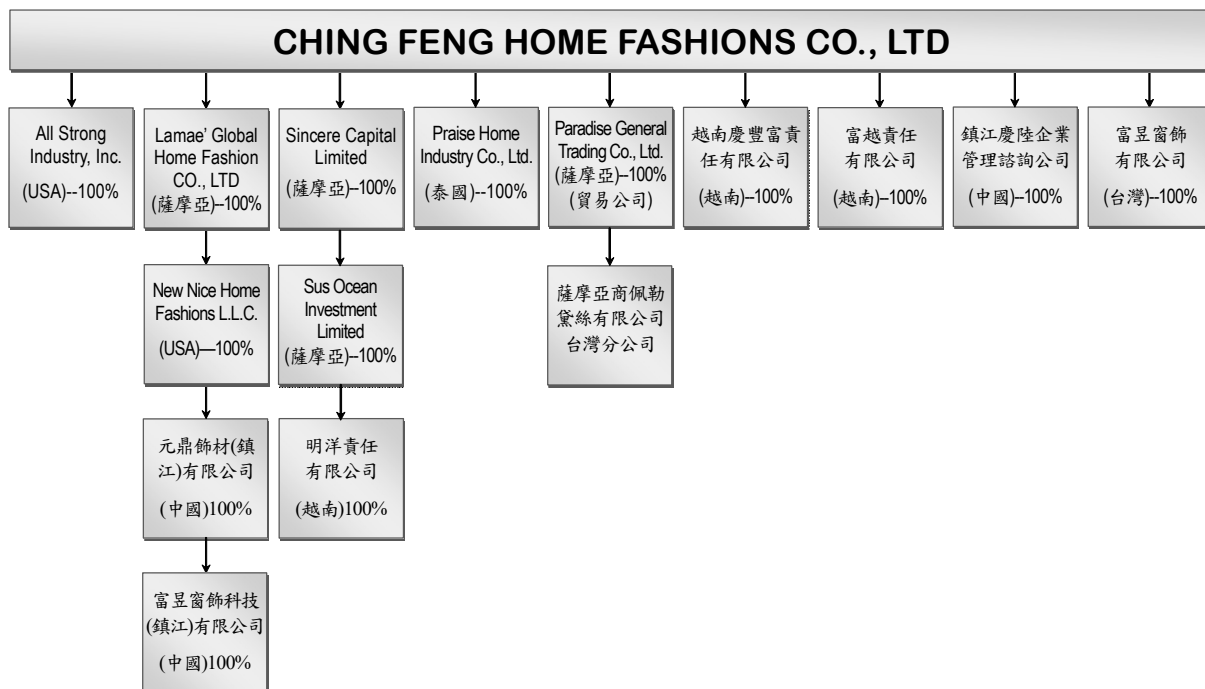 CHING FENG HOME FASHIONS CO., LTD
All Strong
Industry, Inc.
(USA)--100%
Lamae' Global
Home Fashion
CO., LTD
(薩摩亞)--100%
Sincere Capital
Limited
(薩摩亞)--100%
Praise Home
Industry Co., Ltd.
(泰國)--100%
Paradise General
Trading Co., Ltd.
(薩摩亞)--100%
(貿易公司)
越南慶豐富責
任有限公司
(越南)--100%
富越責任
有限公司
(越南)--100%
鎮江慶陸企業
管理諮詢公司
(中國)--100%
富昱窗飾
有限公司
(台灣)--100%
New Nice Home
Fashions L.L.C.
(USA)—100%
Sus Ocean
Investment
Limited
(薩摩亞)--100%
薩摩亞商佩勒
黛絲有限公司
台灣分公司
元鼎飾材(鎮
江)有限公司
(中國)100%
明洋責任
有限公司
(越南)100%
富昱窗飾科技
(鎮江)有限公司
(中國)100%